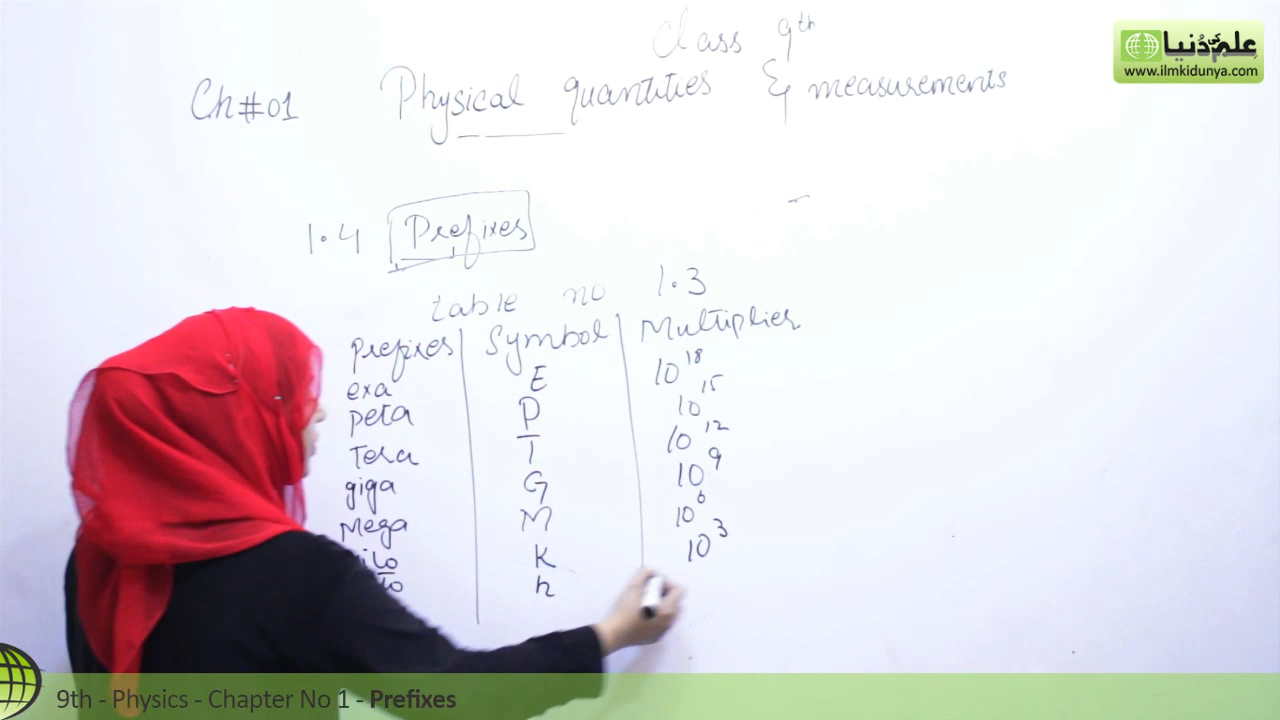 Class 9th
علم کی دُنیا
www.ilmkidunya.com
Ch#01 Physical quantities & measurements
1.4 Prefixes
table no 1.3
Prefixes Symbol Multiplier
exa E 10^18
peta P 10^15
Tera T 10^12
giga G 10^9
Mega M 10^6
K 10^3
h
9th - Physics - Chapter No 1 - Prefixes